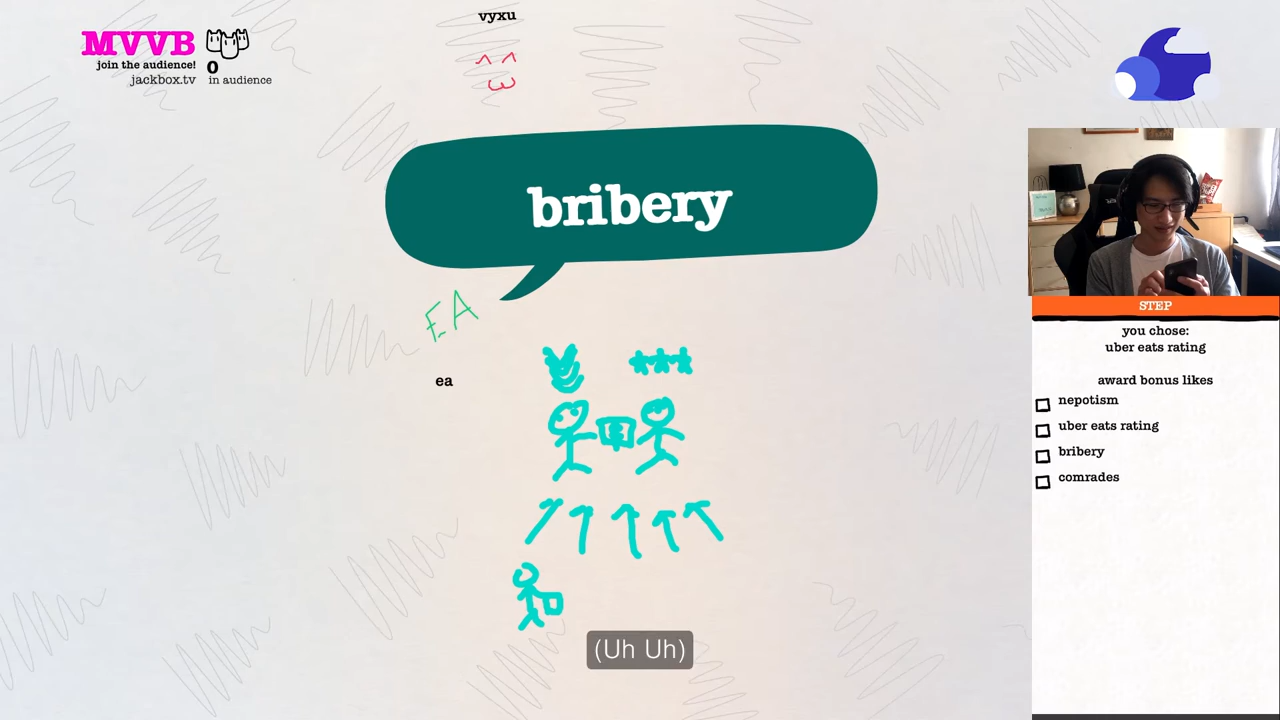 vyxu
MVVB
join the audience!
jackbox.tv
0
in audience
bribery
EA
ea
(Uh Uh)
STEP
you chose:
uber eats rating
award bonus likes
nepotism
uber eats rating
bribery
comrades